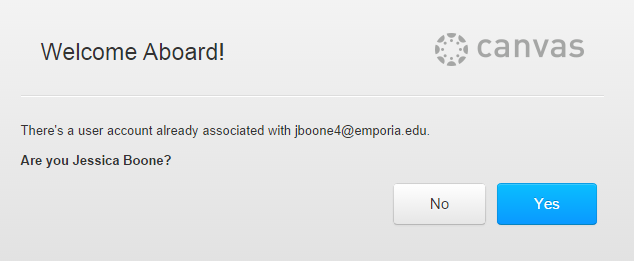 Welcome Aboard!
canvas
There's a user account already associated with jboone4@emporia.edu.
Are you Jessica Boone?
No
Yes